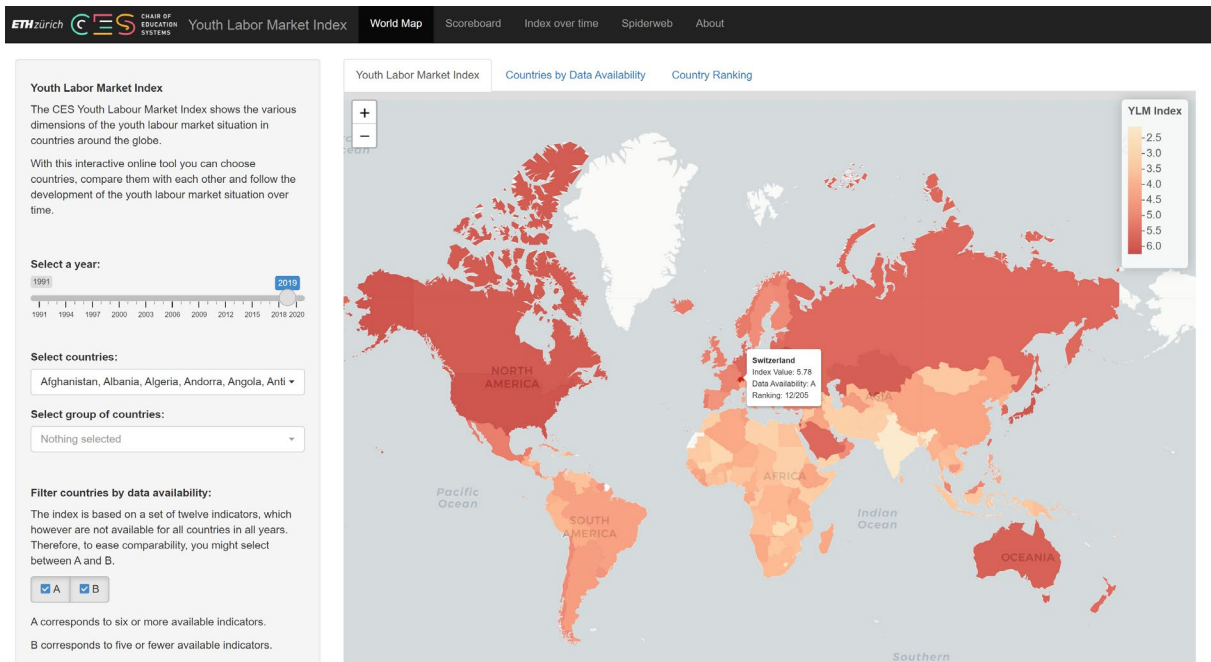 ETHzürich CES CHAIR OF EDUCATION SYSTEMS Youth Labor Market Index World Map Scoreboard Index over time Spiderweb About
Youth Labor Market Index
The CES Youth Labour Market Index shows the various
dimensions of the youth labour market situation in
countries around the globe.
With this interactive online tool you can choose
countries, compare them with each other and follow the
development of the youth labour market situation over
time.
Select a year:
1991
2019
1991 1994 1997 2000 2003 2006 2009 2012 2015 2018 2020
Select countries:
Afghanistan, Albania, Algeria, Andorra, Angola, Anti
Select group of countries:
Nothing selected
Filter countries by data availability:
The index is based on a set of twelve indicators, which
however are not available for all countries in all years.
Therefore, to ease comparability, you might select
between A and B.
A B
A corresponds to six or more available indicators.
B corresponds to five or fewer available indicators.
Youth Labor Market Index Countries by Data Availability Country Ranking
+
−
YLM Index
2.5
3.0
3.5
4.0
4.5
5.0
5.5
6.0
NORTH
AMERICA
Switzerland
Index Value: 5.78
Data Availability: A
Ranking: 12/205
ASIA
AFRICA
Pacific
Ocean
SOUTH
AMERICA
Indian
Ocean
OCEANIA
Southern